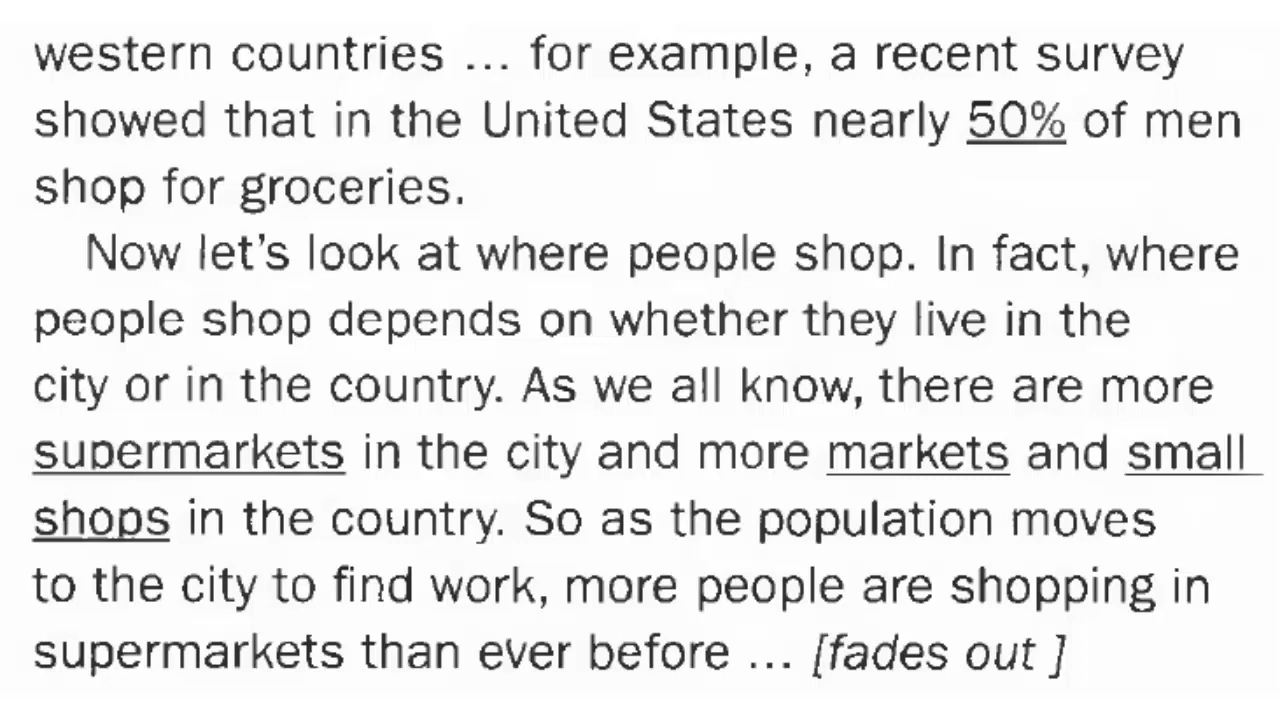 western countries ... for example, a recent survey
showed that in the United States nearly 50% of men
shop for groceries.
Now let's look at where people shop. In fact, where
people shop depends on whether they live in the
city or in the country. As we all know, there are more
supermarkets in the city and more markets and small
shops in the country. So as the population moves
to the city to find work, more people are shopping in
supermarkets than ever before ... [fades out ]